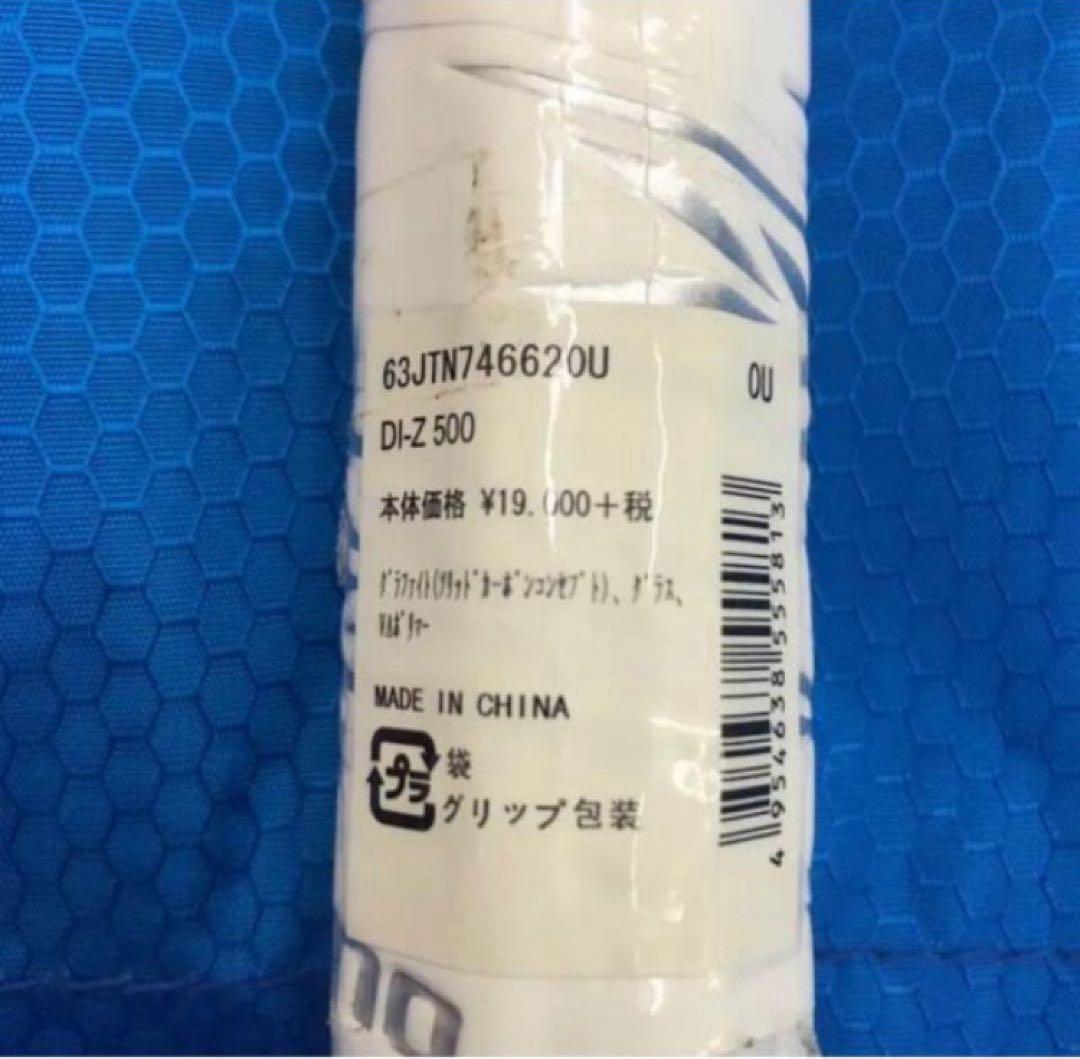 63JTN746620U
0U
DI-Z 500
本体価格 ¥19.000+税
ｸﾞﾗﾌｧｲﾄ(ｸﾞﾘｯﾄﾞｶｰﾎﾞﾝｺﾝｾﾌﾟﾄ)、ｸﾞﾗｽ、
MADE IN CHINA
プラ
袋
グリップ包装
4954638555813
no